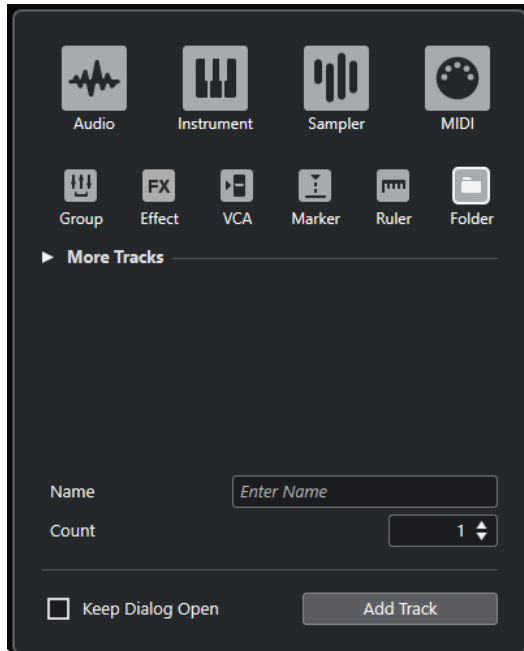 Audio Instrument Sampler MIDI
FX
Group Effect VCA Marker Ruler Folder
More Tracks
Name Enter Name
Count 1
Keep Dialog Open Add Track